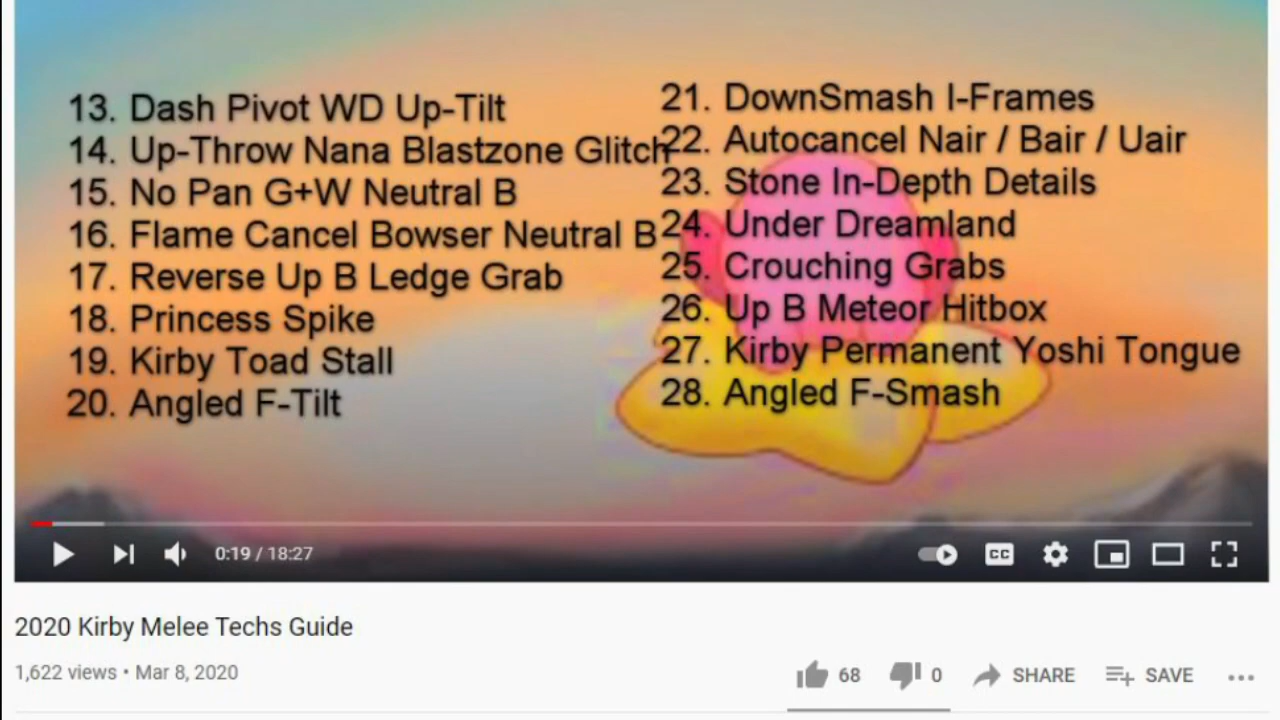 13. Dash Pivot WD Up-Tilt
14. Up-Throw Nana Blastzone Glitch
15. No Pan G+W Neutral B
16. Flame Cancel Bowser Neutral B
17. Reverse Up B Ledge Grab
18. Princess Spike
19. Kirby Toad Stall
20. Angled F-Tilt
21. DownSmash I-Frames
22. Autocancel Nair / Bair / Uair
23. Stone In-Depth Details
24. Under Dreamland
25. Crouching Grabs
26. Up B Meteor Hitbox
27. Kirby Permanent Yoshi Tongue
28. Angled F-Smash
0:19 / 18:27
CC
2020 Kirby Melee Techs Guide
1,622 views • Mar 8, 2020
68 0 SHARE SAVE